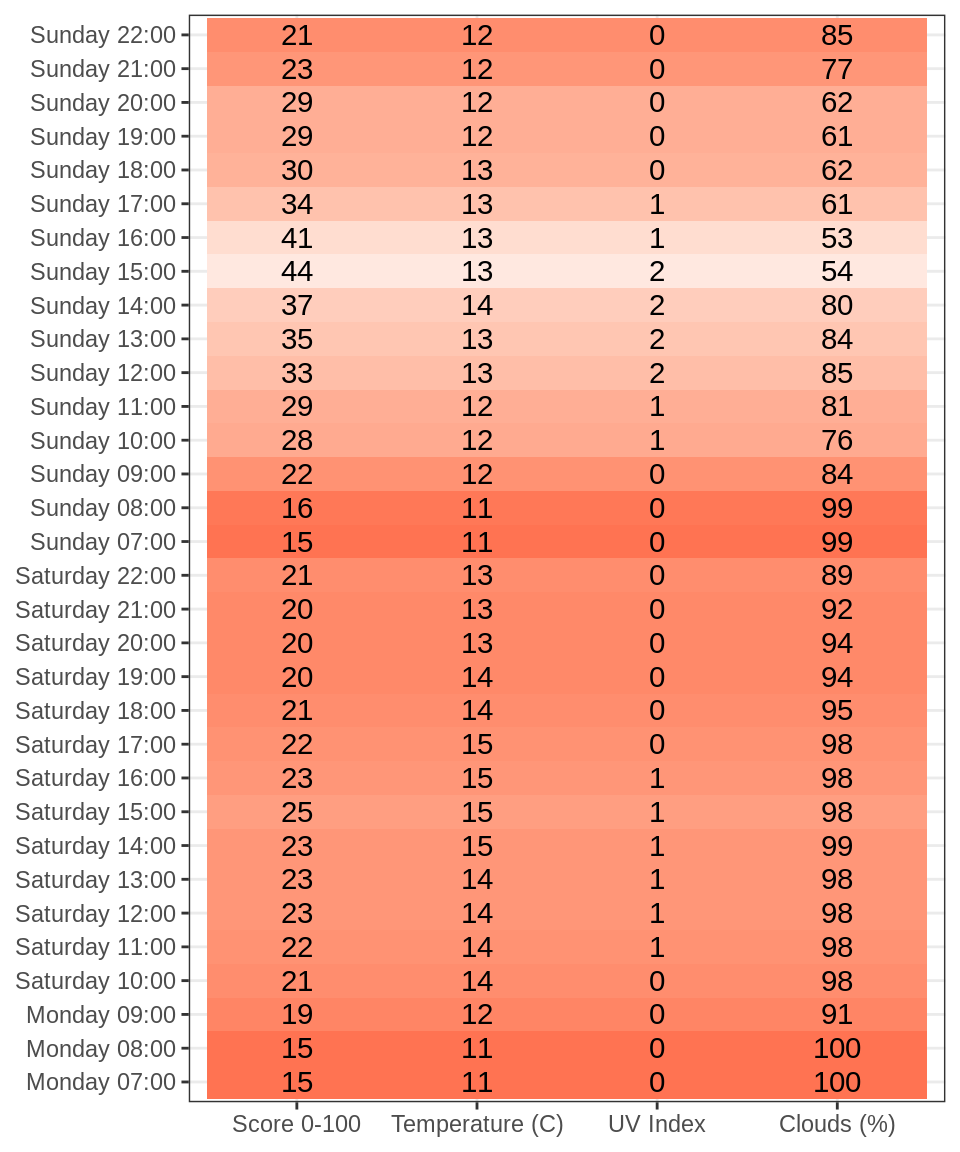 Sunday 22:00 21 12 0 85
Sunday 21:00 23 12 0 77
Sunday 20:00 29 12 0 62
Sunday 19:00 29 12 0 61
Sunday 18:00 30 13 0 62
Sunday 17:00 34 13 1 61
Sunday 16:00 41 13 1 53
Sunday 15:00 44 13 2 54
Sunday 14:00 37 14 2 80
Sunday 13:00 35 13 2 84
Sunday 12:00 33 13 2 85
Sunday 11:00 29 12 1 81
Sunday 10:00 28 12 1 76
Sunday 09:00 22 12 0 84
Sunday 08:00 16 11 0 99
Sunday 07:00 15 11 0 99
Saturday 22:00 21 13 0 89
Saturday 21:00 20 13 0 92
Saturday 20:00 20 13 0 94
Saturday 19:00 20 14 0 94
Saturday 18:00 21 14 0 95
Saturday 17:00 22 15 0 98
Saturday 16:00 23 15 1 98
Saturday 15:00 25 15 1 98
Saturday 14:00 23 15 1 99
Saturday 13:00 23 14 1 98
Saturday 12:00 23 14 1 98
Saturday 11:00 22 14 1 98
Saturday 10:00 21 14 0 98
Monday 09:00 19 12 0 91
Monday 08:00 15 11 0 100
Monday 07:00 15 11 0 100
Score 0-100 Temperature (C) UV Index Clouds (%)